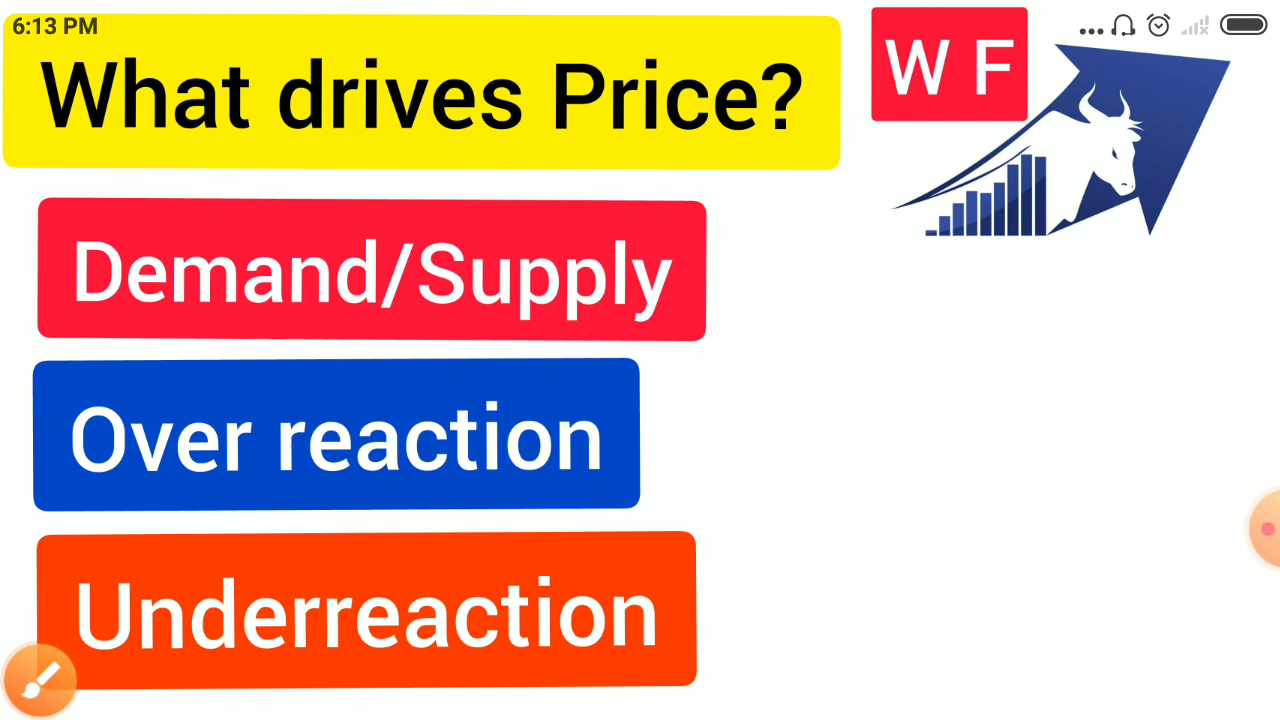 6:13 PM
What drives Price?
W F
Demand/Supply
Over reaction
Underreaction